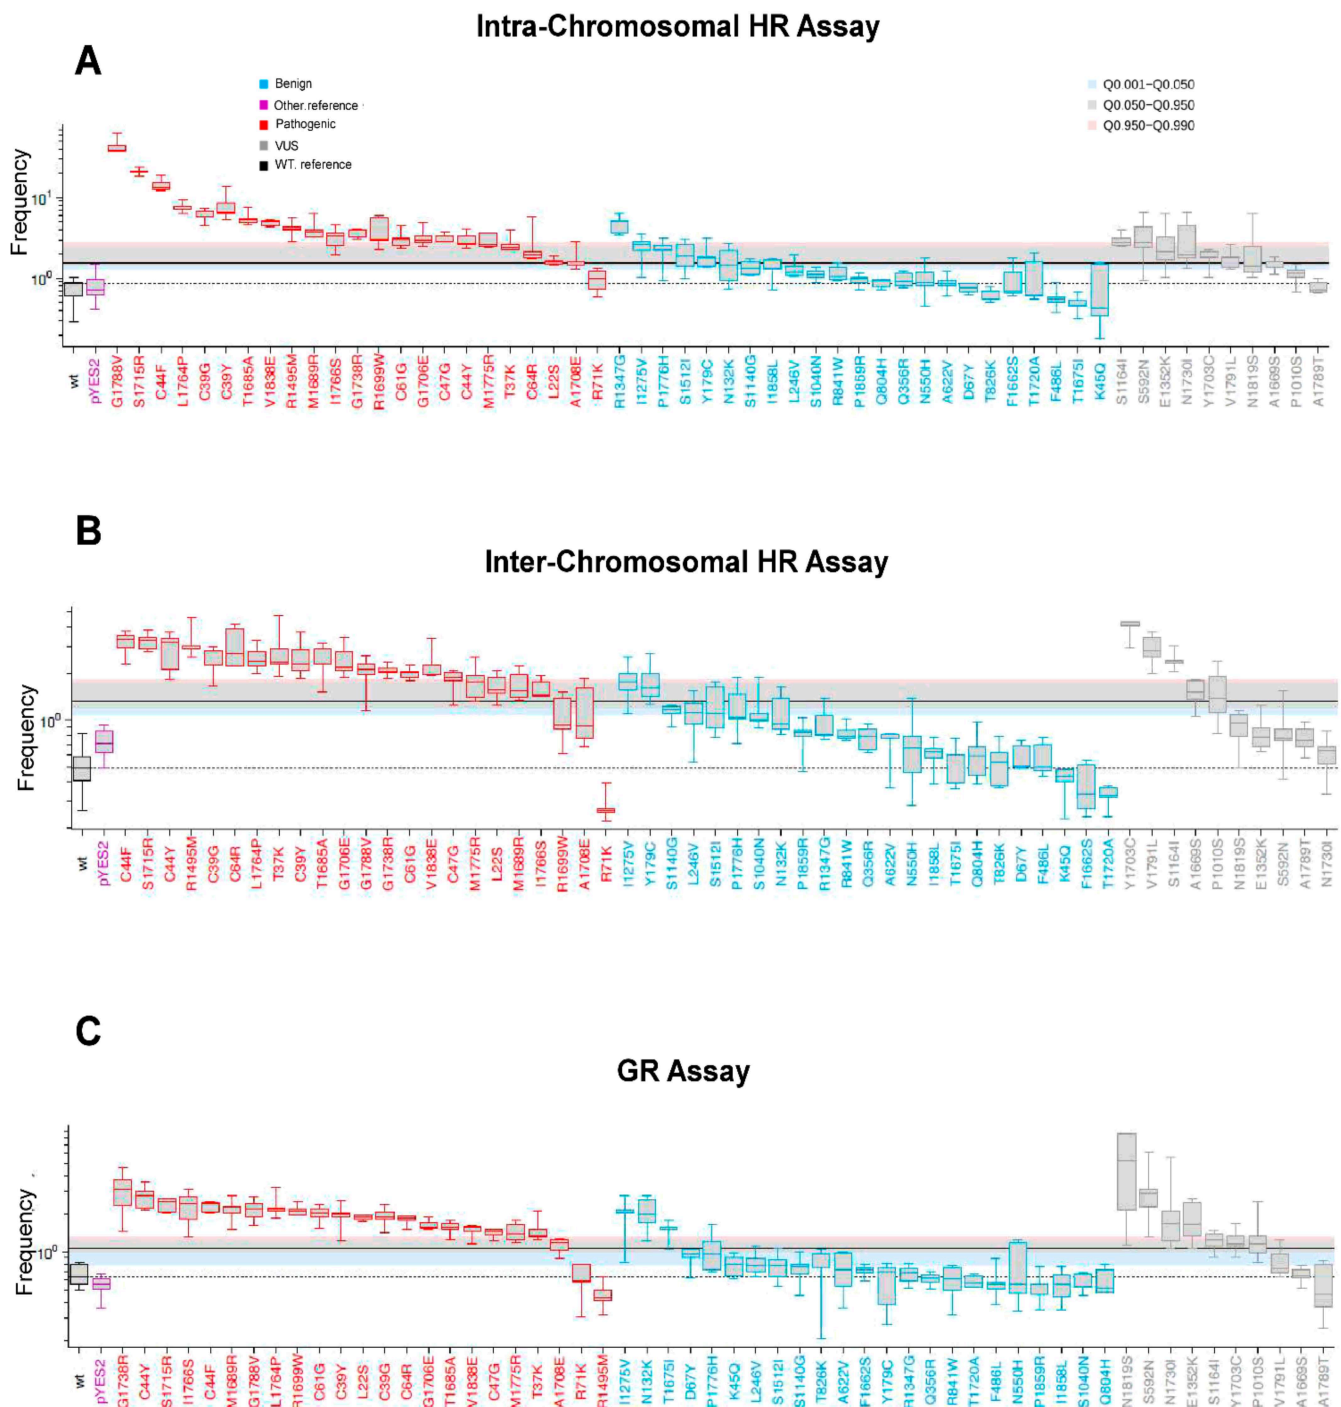 Intra-Chromosomal HR Assay
A
Benign
Other.reference
Pathogenic
VUS
WT. reference
Q0.001−Q0.050
Q0.050−Q0.950
Q0.950−Q0.990
Frequency
10¹
10⁰
wt pYES2 G1788V S1715R C44F L1764P C39G C39Y T1685A V1838E R1495M M1689R I1766S G1738R R1699W C61G G1706E C47G C44Y M1775R T37K C64R L22S A1708E R71K R1347G I1275V P1776H S1512I Y179C N132K S1140G I1858L L246V S1040N R841W P1859R Q804H Q356R N550H A622V D67Y T826K F1662S T1720A F486L T1675I K45Q S1164I S592N E1352K N1730I Y1703C V1791L N1819S A1669S P1010S A1789T
B
Inter-Chromosomal HR Assay
Frequency
10⁰
wt pYES2 C44F S1715R C44Y R1495M C39G C64R L1764P T37K C39Y T1685A G1706E G1788V G1738R C61G V1838E C47G M1775R L22S M1689R I1766S R1699W A1708E R71K I1275V Y179C S1140G L246V S1512I P1776H S1040N N132K P1859R R1347G R841W Q356R A622V N550H I1858L T1675I Q804H T826K D67Y F486L K45Q F1662S T1720A Y1703C V1791L S1164I A1669S P1010S N1819S E1352K S592N A1789T N1730I
C
GR Assay
Frequency
10⁰
wt pYES2 G1738R C44Y S1715R I1766S C44F M1689R G1788V L1764P R1699W C61G C39Y L22S C39G C64R G1706E T1685A V1838E C47G M1775R T37K A1708E R71K R1495M I1275V N132K T1675I D67Y P1776H K45Q L246V S1512I S1140G T826K A622V F1662S Y179C R1347G Q356R R841W T1720A F486L N550H P1859R I1858L S1040N Q804H N1819S S592N N1730I E1352K S1164I Y1703C P1010S V1791L A1669S A1789T